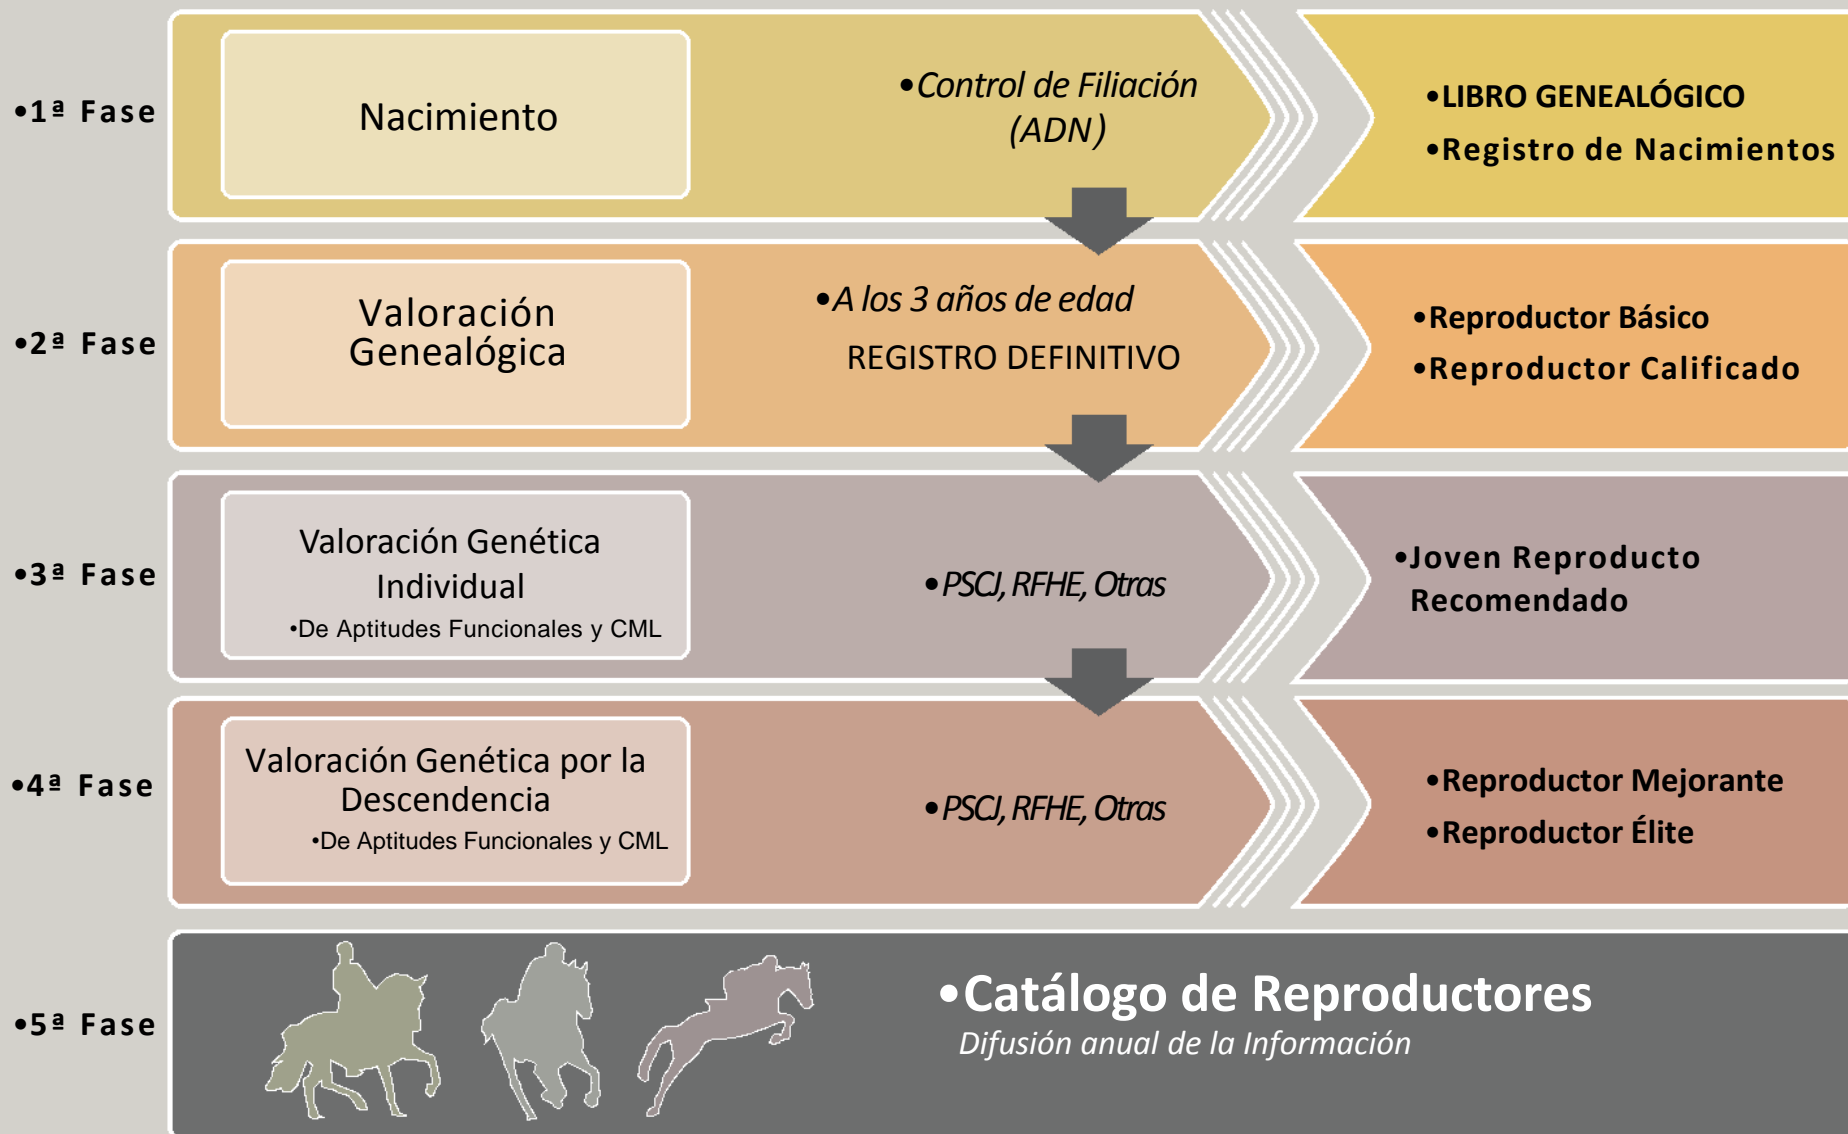 •1ª Fase
Nacimiento
•Control de Filiación
(ADN)
•LIBRO GENEALÓGICO
•Registro de Nacimientos
•2ª Fase
Valoración
Genealógica
•A los 3 años de edad
REGISTRO DEFINITIVO
•Reproductor Básico
•Reproductor Calificado
•3ª Fase
Valoración Genética
Individual
•De Aptitudes Funcionales y CML
•PSCJ, RFHE, Otras
•Joven Reproducto
Recomendado
•4ª Fase
Valoración Genética por la
Descendencia
•De Aptitudes Funcionales y CML
•PSCJ, RFHE, Otras
•Reproductor Mejorante
•Reproductor Élite
•5ª Fase
•Catálogo de Reproductores
Difusión anual de la Información